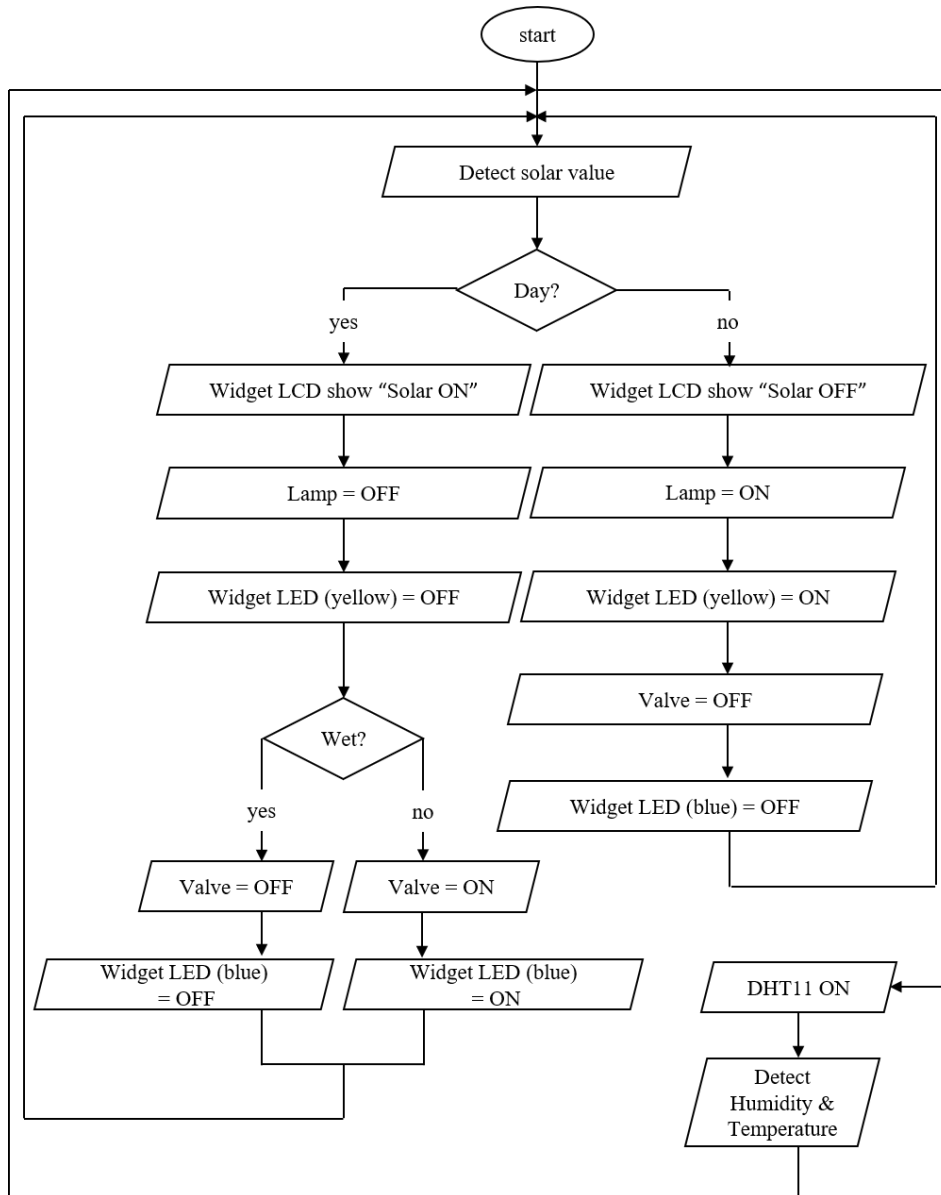 start
Detect solar value
Day?
yes
no
Widget LCD show “Solar ON”
Widget LCD show “Solar OFF”
Lamp = OFF
Lamp = ON
Widget LED (yellow) = OFF
Widget LED (yellow) = ON
Valve = OFF
Wet?
Widget LED (blue) = OFF
yes
no
Valve = OFF
Valve = ON
Widget LED (blue)
= OFF
Widget LED (blue)
= ON
DHT11 ON
Detect
Humidity &
Temperature